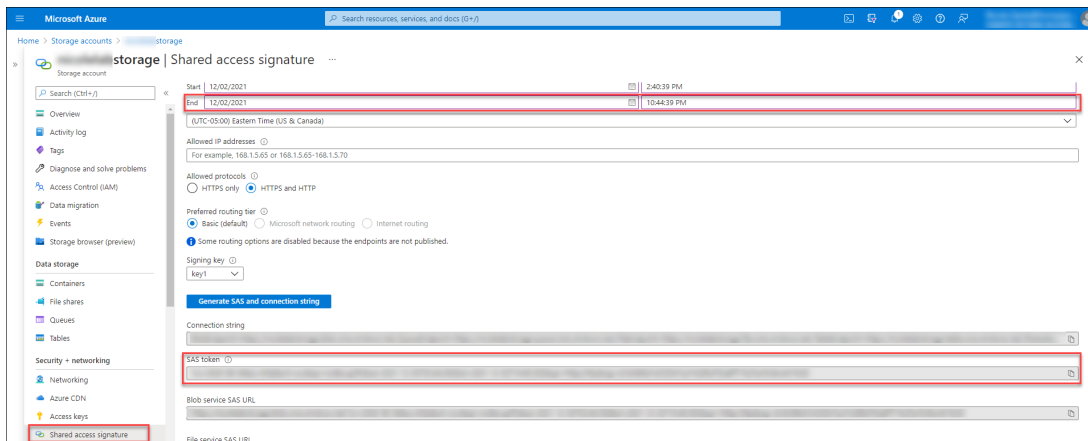 Microsoft Azure
Search resources, services, and docs (G+/)
Home > Storage accounts > storage
storage | Shared access signature ...
Storage account
Search (Ctrl+/)
Overview
Activity log
Tags
Diagnose and solve problems
Access Control (IAM)
Data migration
Events
Storage browser (preview)
Data storage
Containers
File shares
Queues
Tables
Security + networking
Networking
Azure CDN
Access keys
Shared access signature
Start 12/02/2021 2:40:39 PM
End 12/02/2021 10:44:39 PM
(UTC-05:00) Eastern Time (US & Canada)
Allowed IP addresses
For example, 168.1.5.65 or 168.1.5.65-168.1.5.70
Allowed protocols
HTTPS only HTTPS and HTTP
Preferred routing tier
Basic (default) Microsoft network routing Internet routing
Some routing options are disabled because the endpoints are not published.
Signing key
key1
Generate SAS and connection string
Connection string
SAS token
Blob service SAS URL
File service SAS URL